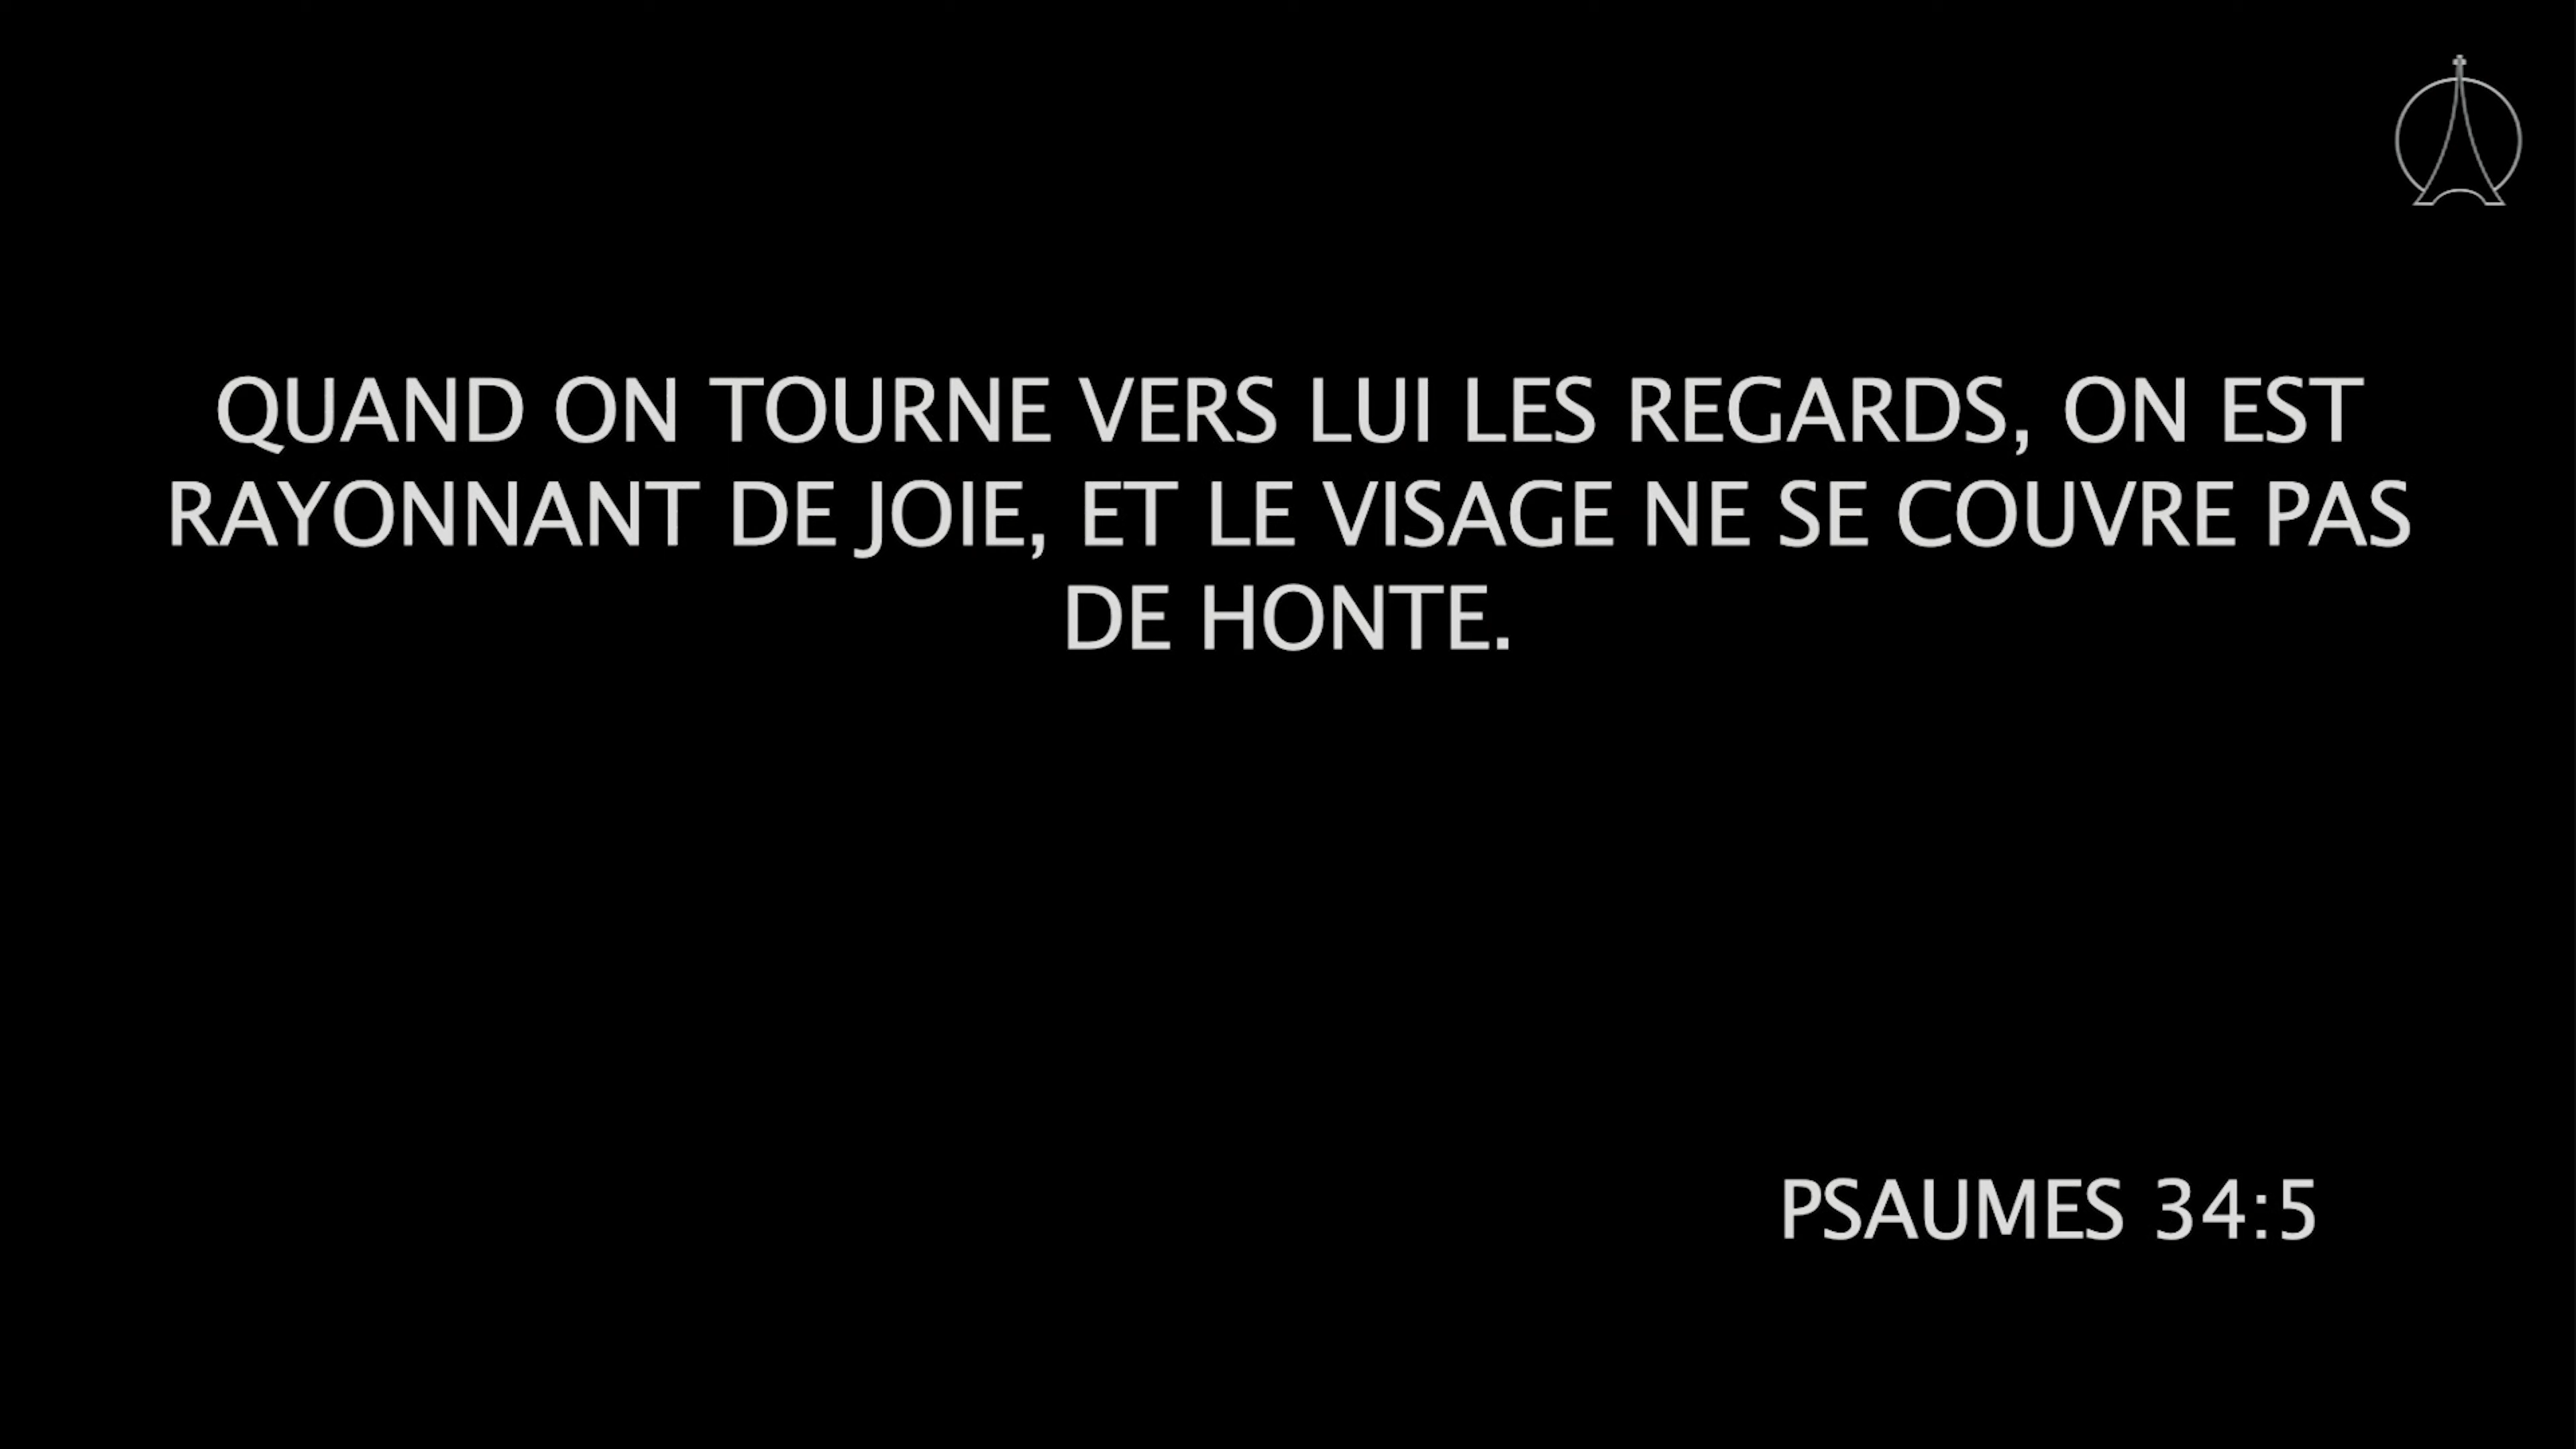 QUAND ON TOURNE VERS LUI LES REGARDS, ON EST
RAYONNANT DE JOIE, ET LE VISAGE NE SE COUVRE PAS
DE HONTE.
PSAUMES 34:5